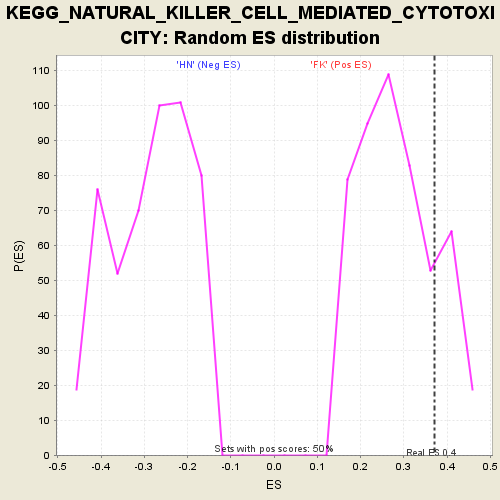 KEGG_NATURAL_KILLER_CELL_MEDIATED_CYTOTOXI
CITY: Random ES distribution
'HN' (Neg ES) 'FK' (Pos ES)
110
100
90
80
70
60
50
40
30
20
10
0
P(ES)
Sets with pos scores: 50%
Real ES 0.4
-0.5 -0.4 -0.3 -0.2 -0.1 0.0 0.1 0.2 0.3 0.4 0.5
ES